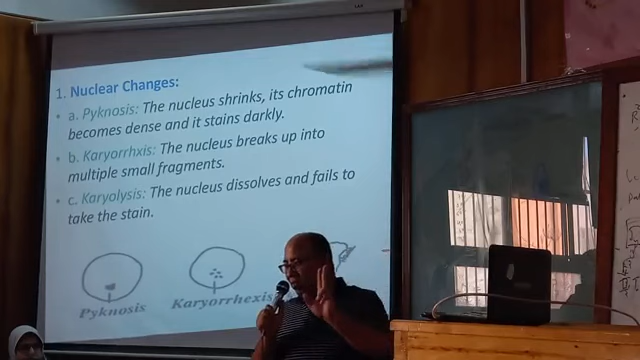 1. Nuclear Changes:
• a. Pyknosis: The nucleus shrinks, its chromatin
becomes dense and it stains darkly.
• b. Karyorrhxis: The nucleus breaks up into
multiple small fragments.
• c. Karyolysis: The nucleus dissolves and fails to
take the stain.
Pyknosis
Karyorrhexis